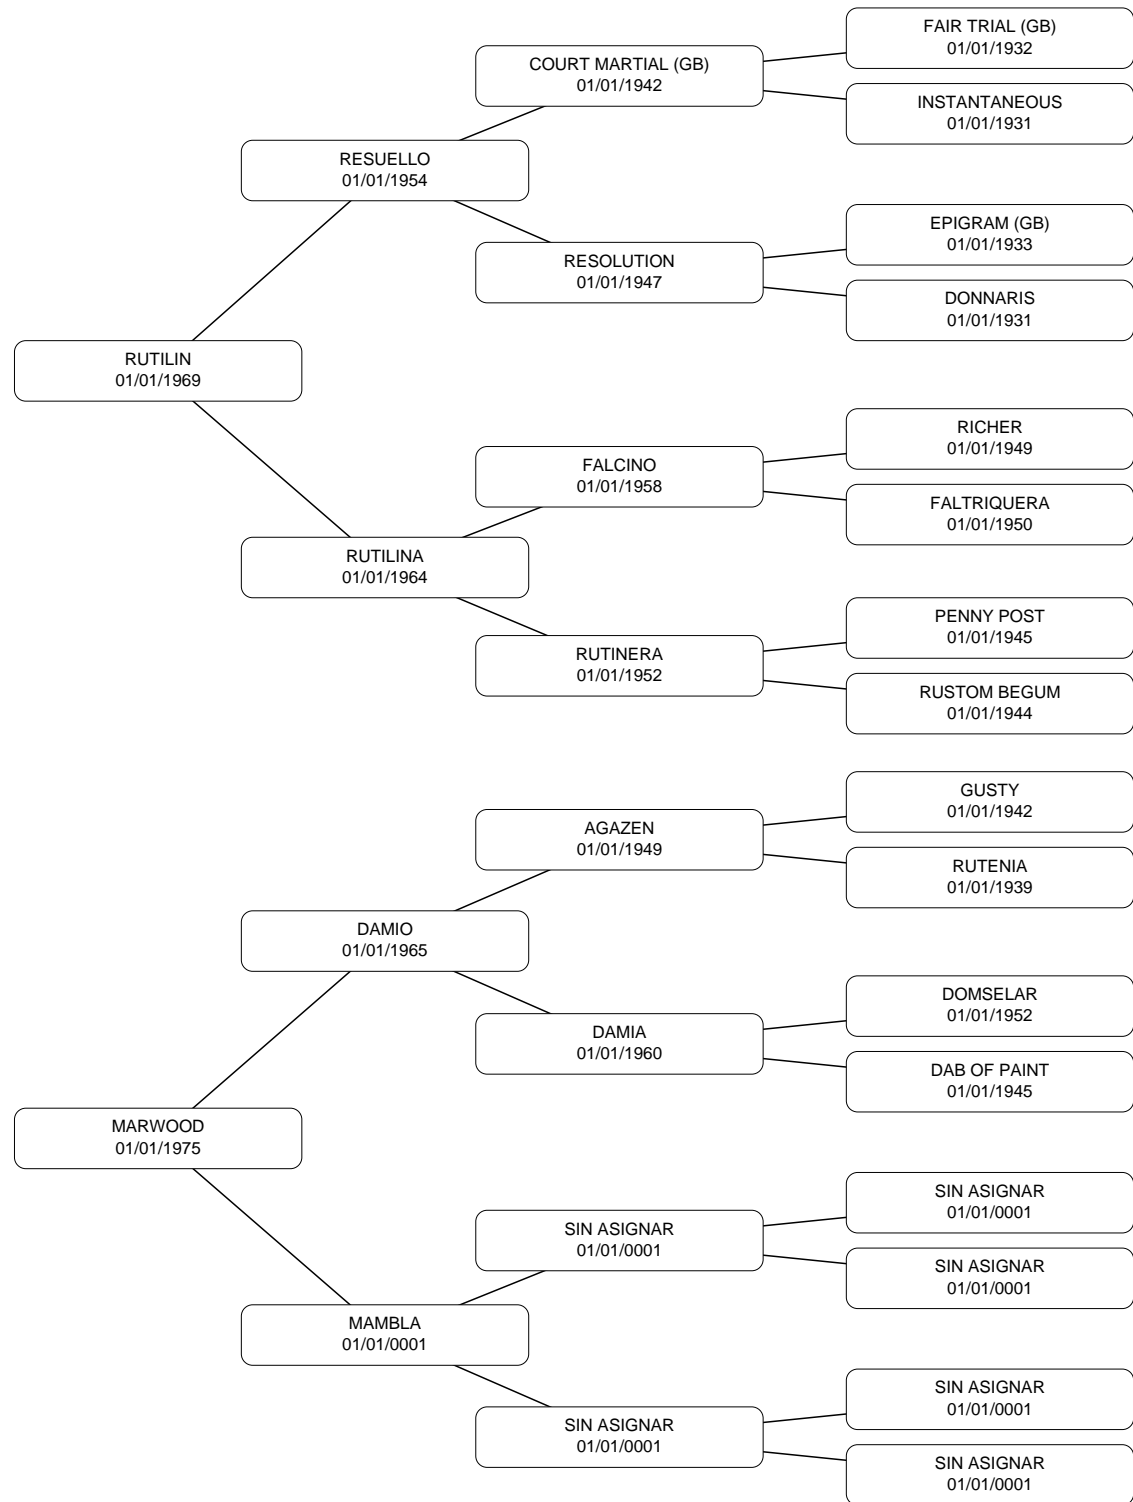 FAIR TRIAL (GB)
01/01/1932
COURT MARTIAL (GB)
01/01/1942
INSTANTANEOUS
01/01/1931
RESUELLO
01/01/1954
EPIGRAM (GB)
01/01/1933
RESOLUTION
01/01/1947
DONNARIS
01/01/1931
RUTILIN
01/01/1969
RICHER
01/01/1949
FALCINO
01/01/1958
FALTRIQUERA
01/01/1950
RUTILINA
01/01/1964
PENNY POST
01/01/1945
RUTINERA
01/01/1952
RUSTOM BEGUM
01/01/1944
GUSTY
01/01/1942
AGAZEN
01/01/1949
RUTENIA
01/01/1939
DAMIO
01/01/1965
DOMSELAR
01/01/1952
DAMIA
01/01/1960
DAB OF PAINT
01/01/1945
MARWOOD
01/01/1975
SIN ASIGNAR
01/01/0001
SIN ASIGNAR
01/01/0001
SIN ASIGNAR
01/01/0001
MAMBLA
01/01/0001
SIN ASIGNAR
01/01/0001
SIN ASIGNAR
01/01/0001
SIN ASIGNAR
01/01/0001